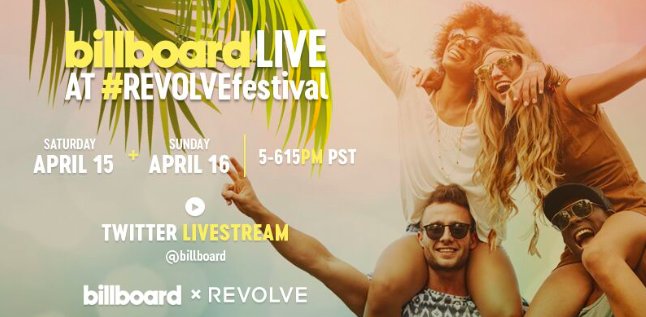 billboard LIVE
AT #REVOLVEfestival
SATURDAY + SUNDAY
APRIL 15 APRIL 16 5-615PM PST
TWITTER LIVESTREAM
@billboard
billboard × REVOLVE